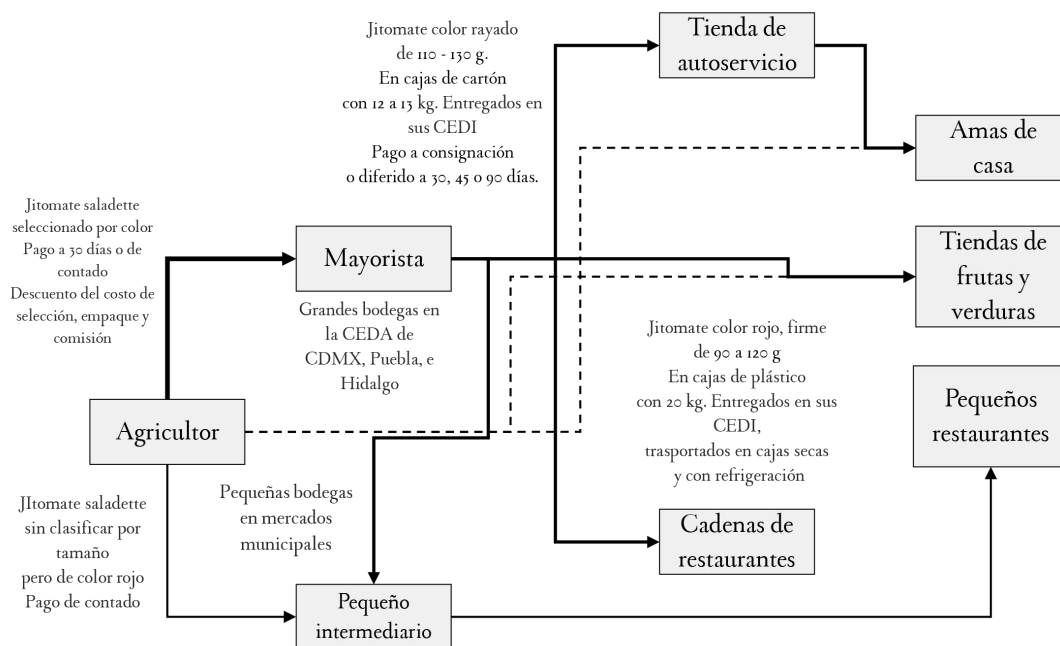 Jitomate color rayado
de 110 - 130 g.
En cajas de cartón
con 12 a 13 kg. Entregados en
sus CEDI
Pago a consignación
o diferido a 30, 45 o 90 días.
Tienda de
autoservicio
Amas de
casa
Jitomate saladette
seleccionado por color
Pago a 30 días o de
contado
Descuento del costo de
selección, empaque y
comisión
Mayorista
Grandes bodegas en
la CEDA de
CDMX, Puebla, e
Hidalgo
Tiendas de
frutas y
verduras
Jitomate color rojo, firme
de 90 a 120 g
En cajas de plástico
con 20 kg. Entregados en sus
CEDI,
trasportados en cajas secas
y con refrigeración
Pequeños
restaurantes
Agricultor
JItomate saladette
sin clasificar por
tamaño
pero de color rojo
Pago de contado
Pequeñas bodegas
en mercados
municipales
Cadenas de
restaurantes
Pequeño
intermediario